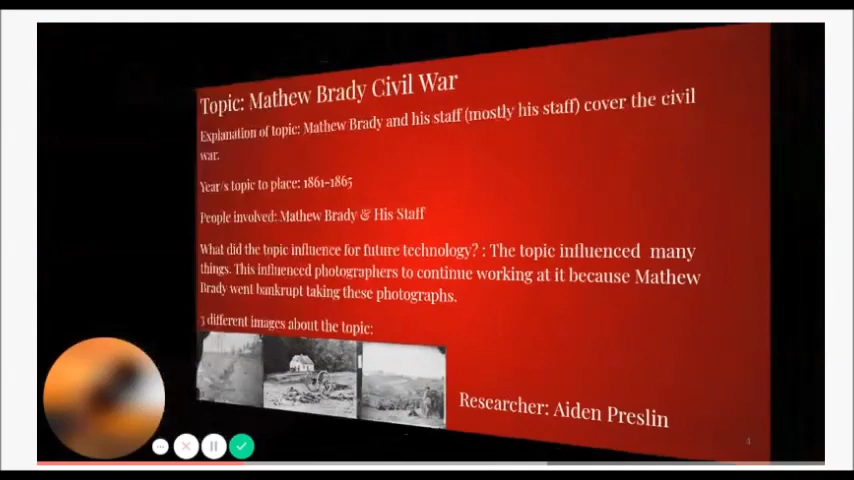 Topic: Mathew Brady Civil War
Explanation of topic: Mathew Brady and his staff (mostly his staff) cover the civil
war.
Year/s topic to place: 1861-1865
People involved: Mathew Brady & His Staff
What did the topic influence for future technology? : The topic influenced many
things. This influenced photographers to continue working at it because Mathew
Brady went bankrupt taking these photographs.
3 different images about the topic:
Researcher: Aiden Preslin
4